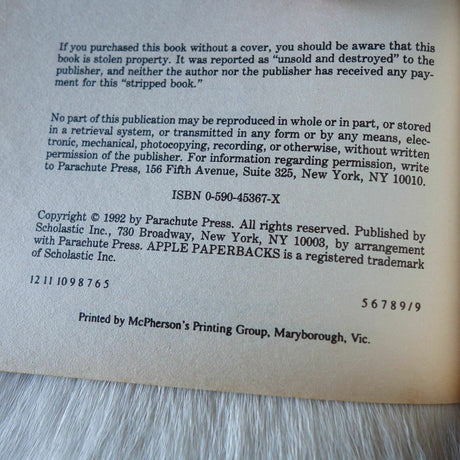 If you purchased this book without a cover, you should be aware that this
book is stolen property. It was reported as “unsold and destroyed” to the
publisher, and neither the author nor the publisher has received any pay-
ment for this “stripped book.”
No part of this publication may be reproduced in whole or in part, or stored
in a retrieval system, or transmitted in any form or by any means, elec-
tronic, mechanical, photocopying, recording, or otherwise, without written
permission of the publisher. For information regarding permission, write
to Parachute Press, 156 Fifth Avenue, Suite 325, New York, NY 10010.
ISBN 0-590-45367-X
Copyright © 1992 by Parachute Press. All rights reserved. Published by
Scholastic Inc., 730 Broadway, New York, NY 10003, by arrangement
with Parachute Press. APPLE PAPERBACKS is a registered trademark
of Scholastic Inc.
12 11 10 9 8 7 6 5
5 6 7 8 9/9
Printed by McPherson's Printing Group, Maryborough, Vic.